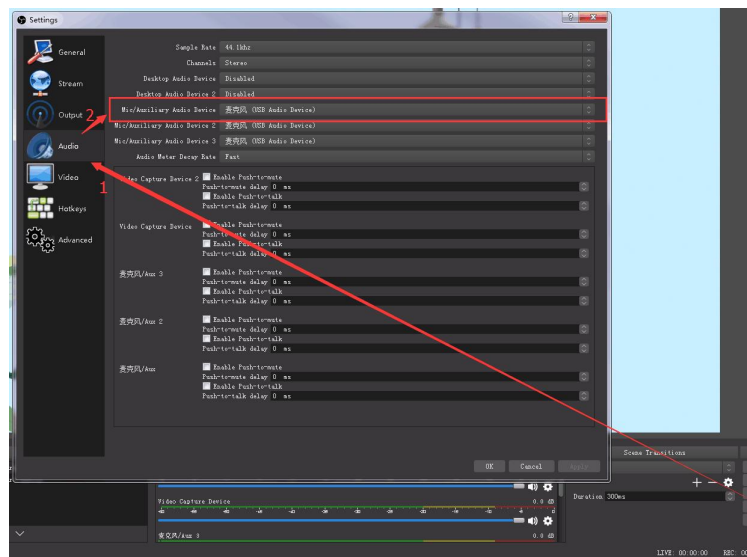 Settings
General
Stream
Output
Audio
Video
Hotkeys
Advanced
2
1
Sample Rate 44.1khz
Channels Stereo
Desktop Audio Device Disabled
Desktop Audio Device 2 Disabled
Mic/Auxiliary Audio Device 麦克风 (USB Audio Device)
Mic/Auxiliary Audio Device 2 麦克风 (USB Audio Device)
Mic/Auxiliary Audio Device 3 麦克风 (USB Audio Device)
Audio Meter Decay Rate Fast
Video Capture Device 2 Enable Push-to-mute
Push-to-mute delay 0 ms
Enable Push-to-talk
Push-to-talk delay 0 ms
Video Capture Device Enable Push-to-mute
Push-to-mute delay 0 ms
Enable Push-to-talk
Push-to-talk delay 0 ms
麦克风/Aux 3 Enable Push-to-mute
Push-to-mute delay 0 ms
Enable Push-to-talk
Push-to-talk delay 0 ms
麦克风/Aux 2 Enable Push-to-mute
Push-to-mute delay 0 ms
Enable Push-to-talk
Push-to-talk delay 0 ms
麦克风/Aux Enable Push-to-mute
Push-to-mute delay 0 ms
Enable Push-to-talk
Push-to-talk delay 0 ms
OK Cancel Apply
Scene Transitions
Duration 300ms
Video Capture Device 0.0 dB
麦克风/Aux 3 0.0 dB
LIVE: 00:00:00 REC: 00